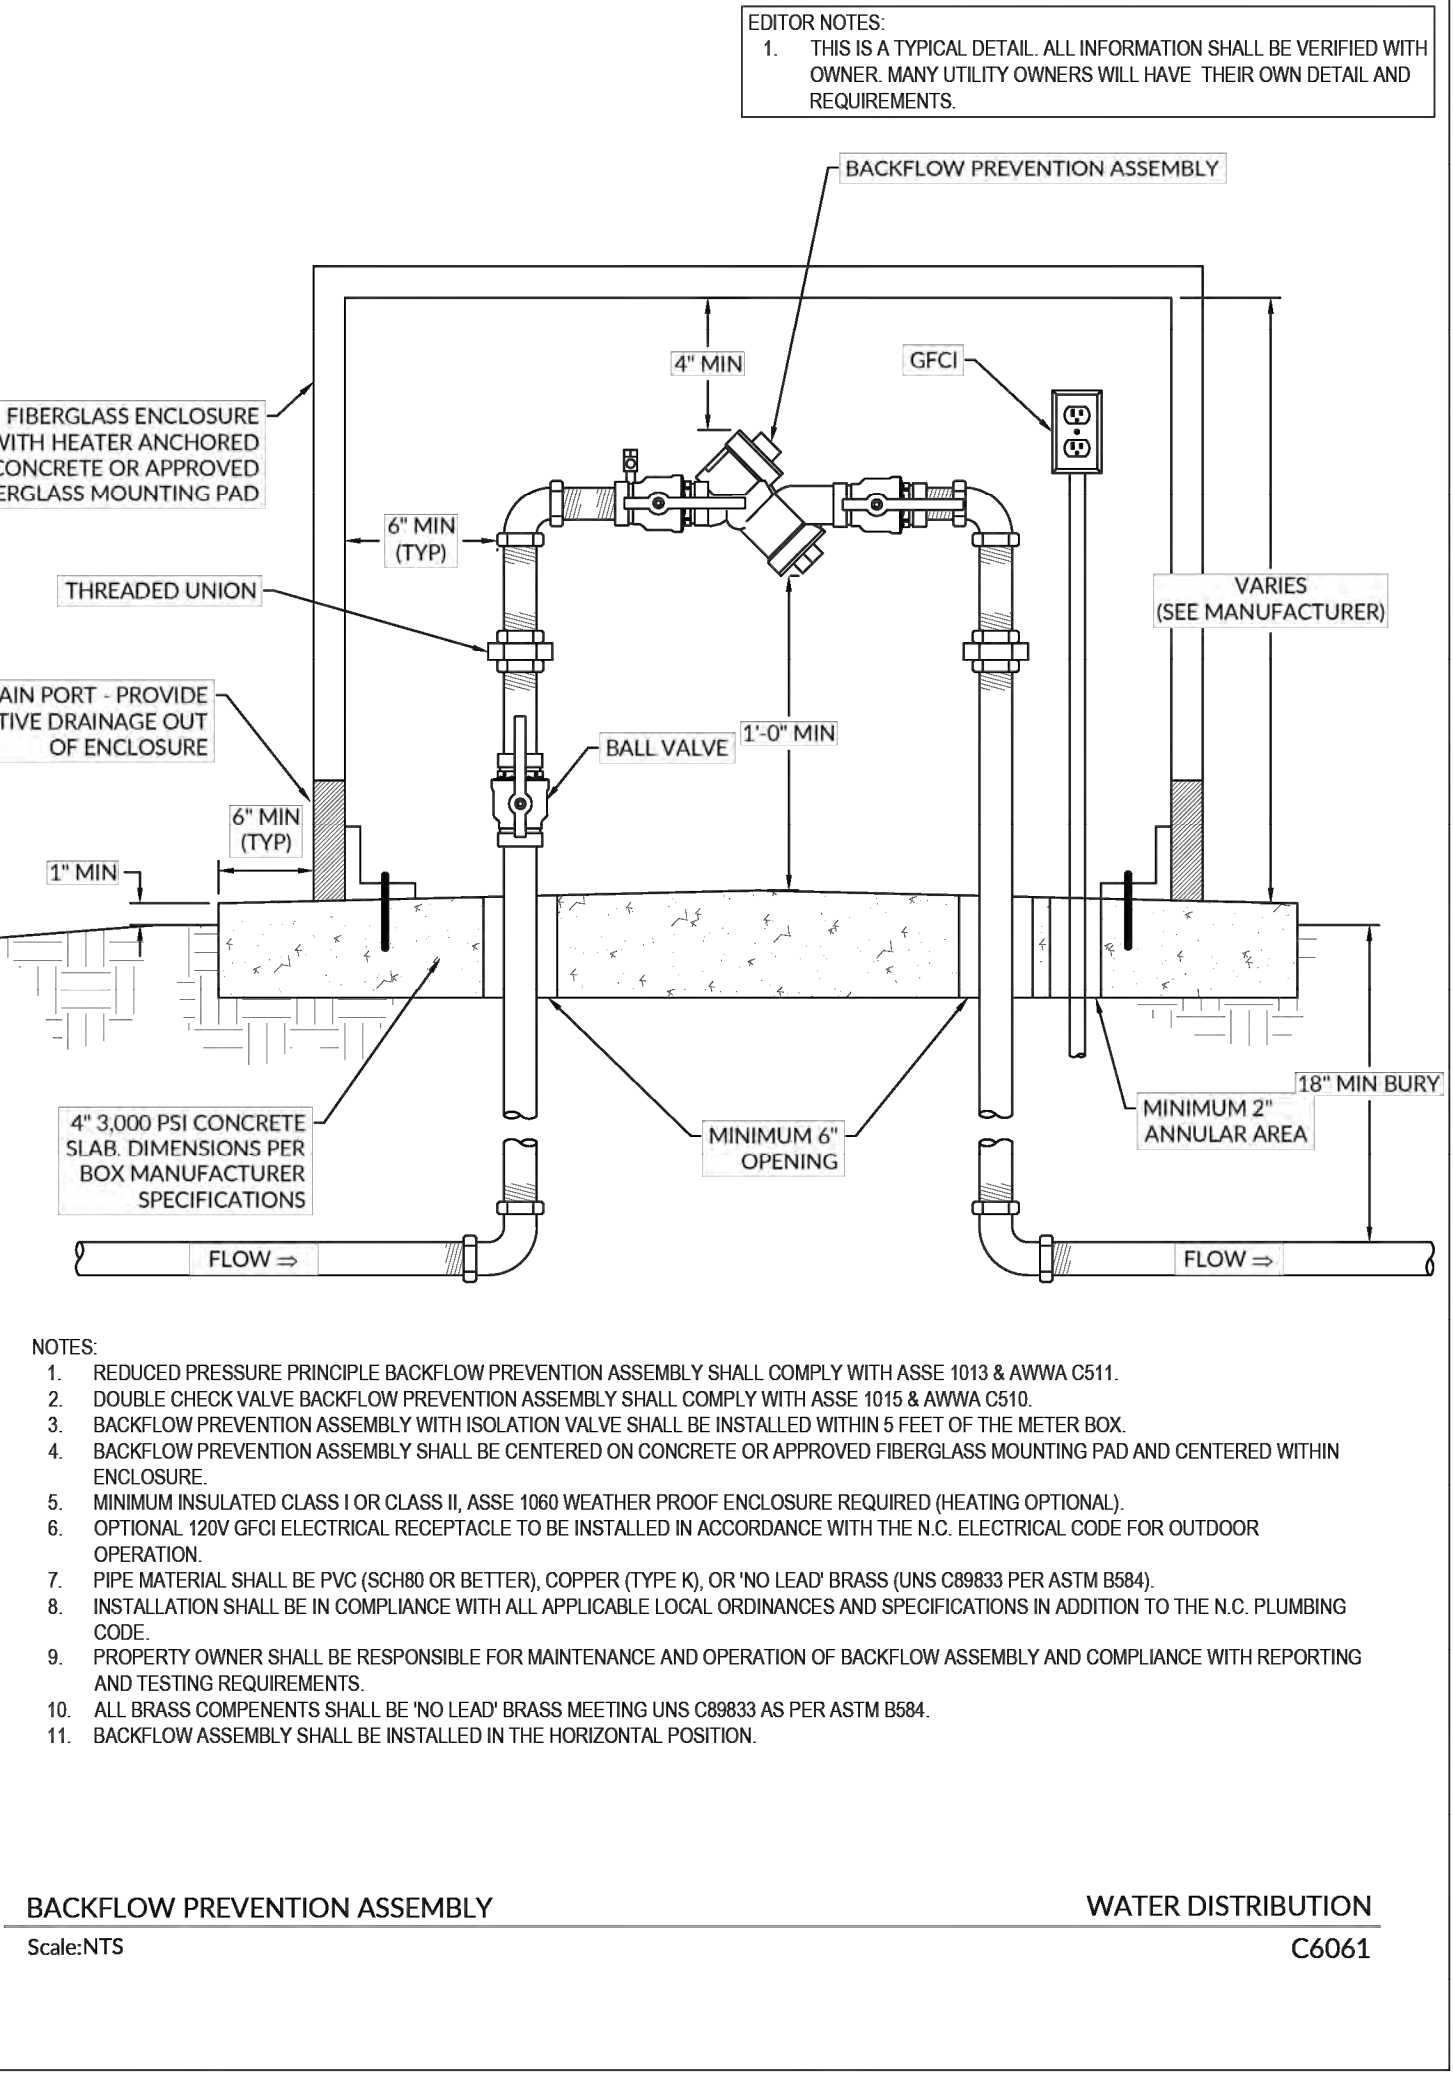 EDITOR NOTES:
1. THIS IS A TYPICAL DETAIL. ALL INFORMATION SHALL BE VERIFIED WITH
OWNER. MANY UTILITY OWNERS WILL HAVE THEIR OWN DETAIL AND
REQUIREMENTS.
BACKFLOW PREVENTION ASSEMBLY
4" MIN
GFCI
FIBERGLASS ENCLOSURE
WITH HEATER ANCHORED
CONCRETE OR APPROVED
ERGLASS MOUNTING PAD
6" MIN
(TYP)
THREADED UNION
VARIES
(SEE MANUFACTURER)
AIN PORT - PROVIDE
TIVE DRAINAGE OUT
OF ENCLOSURE
BALL VALVE
1'-0" MIN
6" MIN
(TYP)
1" MIN
18" MIN BURY
4" 3,000 PSI CONCRETE
SLAB. DIMENSIONS PER
BOX MANUFACTURER
SPECIFICATIONS
MINIMUM 6"
OPENING
MINIMUM 2"
ANNULAR AREA
FLOW ⇒
FLOW ⇒
NOTES:
1. REDUCED PRESSURE PRINCIPLE BACKFLOW PREVENTION ASSEMBLY SHALL COMPLY WITH ASSE 1013 & AWWA C511.
2. DOUBLE CHECK VALVE BACKFLOW PREVENTION ASSEMBLY SHALL COMPLY WITH ASSE 1015 & AWWA C510.
3. BACKFLOW PREVENTION ASSEMBLY WITH ISOLATION VALVE SHALL BE INSTALLED WITHIN 5 FEET OF THE METER BOX.
4. BACKFLOW PREVENTION ASSEMBLY SHALL BE CENTERED ON CONCRETE OR APPROVED FIBERGLASS MOUNTING PAD AND CENTERED WITHIN
ENCLOSURE.
5. MINIMUM INSULATED CLASS I OR CLASS II, ASSE 1060 WEATHER PROOF ENCLOSURE REQUIRED (HEATING OPTIONAL).
6. OPTIONAL 120V GFCI ELECTRICAL RECEPTACLE TO BE INSTALLED IN ACCORDANCE WITH THE N.C. ELECTRICAL CODE FOR OUTDOOR
OPERATION.
7. PIPE MATERIAL SHALL BE PVC (SCH80 OR BETTER), COPPER (TYPE K), OR 'NO LEAD' BRASS (UNS C89833 PER ASTM B584).
8. INSTALLATION SHALL BE IN COMPLIANCE WITH ALL APPLICABLE LOCAL ORDINANCES AND SPECIFICATIONS IN ADDITION TO THE N.C. PLUMBING
CODE.
9. PROPERTY OWNER SHALL BE RESPONSIBLE FOR MAINTENANCE AND OPERATION OF BACKFLOW ASSEMBLY AND COMPLIANCE WITH REPORTING
AND TESTING REQUIREMENTS.
10. ALL BRASS COMPENENTS SHALL BE 'NO LEAD' BRASS MEETING UNS C89833 AS PER ASTM B584.
11. BACKFLOW ASSEMBLY SHALL BE INSTALLED IN THE HORIZONTAL POSITION.
BACKFLOW PREVENTION ASSEMBLY
WATER DISTRIBUTION
Scale:NTS
C6061